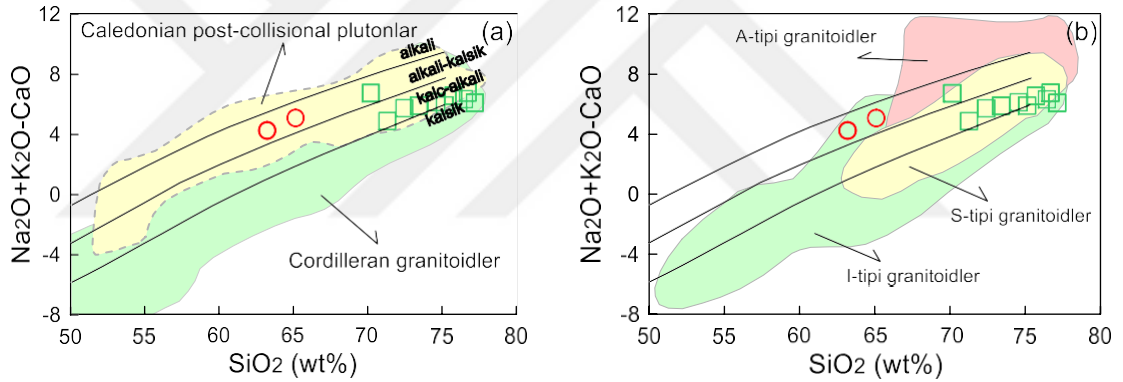 12
8
4
0
-4
-8
Na2O+K2O-CaO
Caledonian post-collisional plutonlar
(a)
alkali
alkali-kalsik
kalc-alkali
kalsik
Cordilleran granitoidler
50 55 60 65 70 75 80
SiO2 (wt%)
12
8
4
0
-4
-8
Na2O+K2O-CaO
(b)
A-tipi granitoidler
S-tipi granitoidler
I-tipi granitoidler
50 55 60 65 70 75 80
SiO2 (wt%)